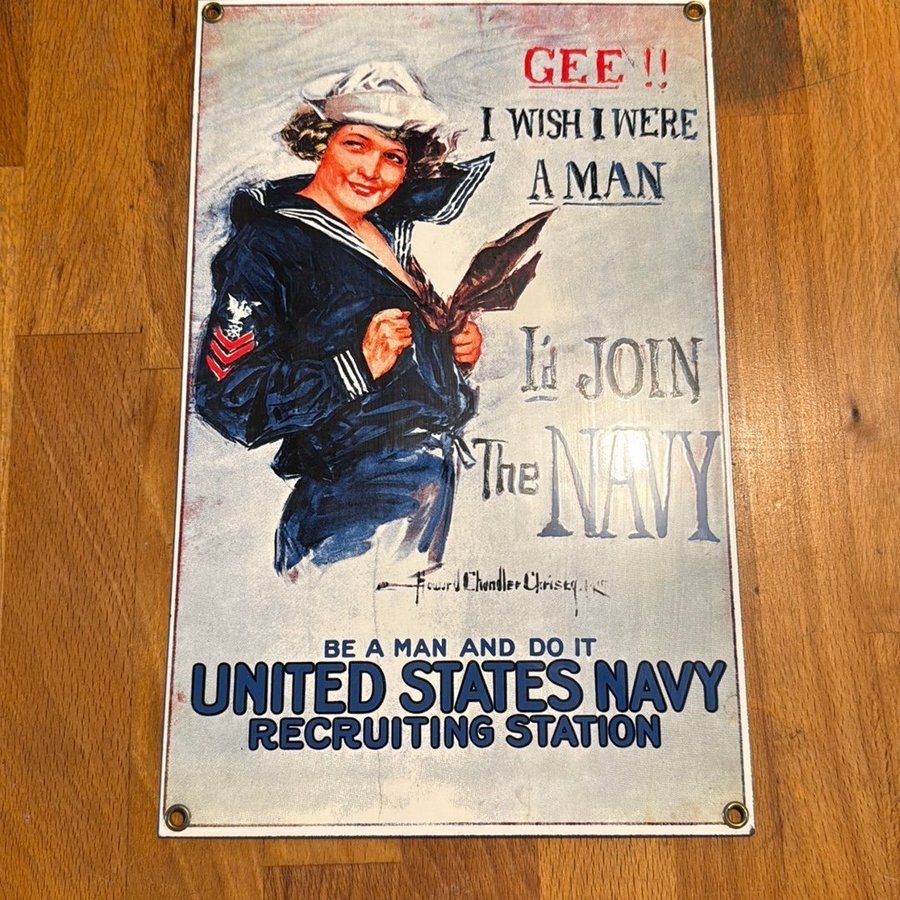 GEE!!
I WISH I WERE
A MAN
I'd JOIN
The NAVY
Howard Chandler Christy
BE A MAN AND DO IT
UNITED STATES NAVY
RECRUITING STATION